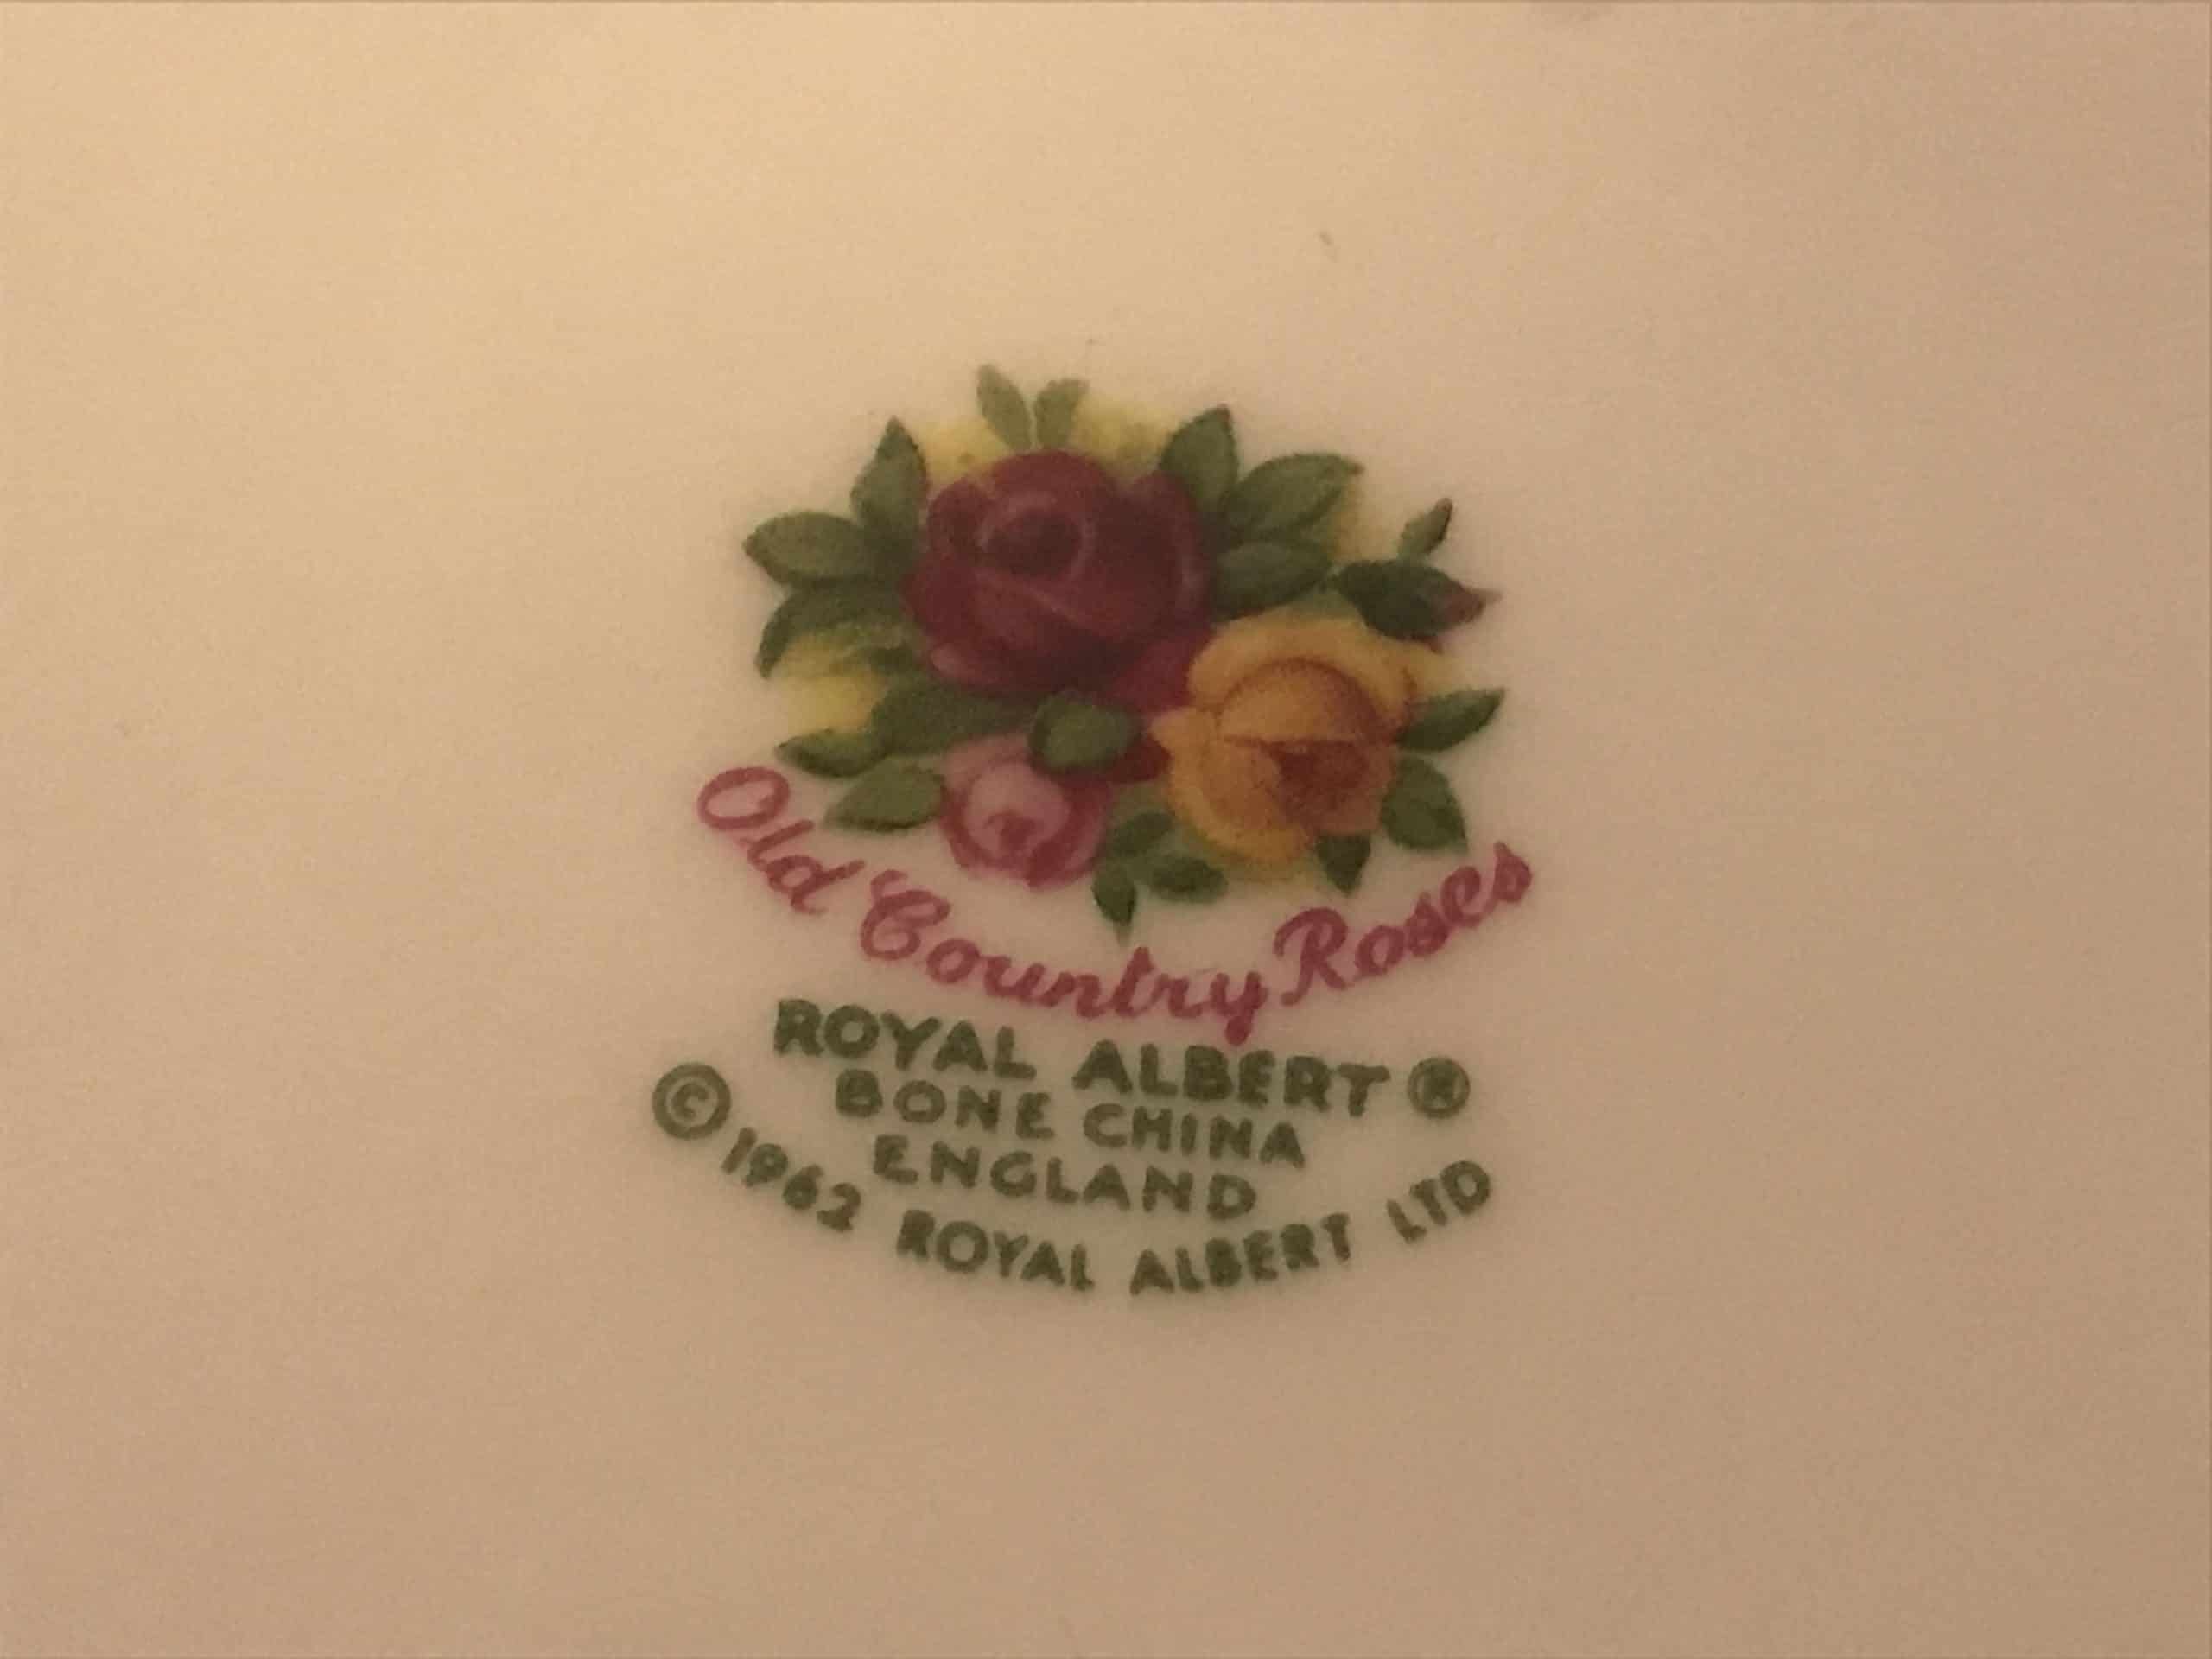 Old Country Roses
ROYAL ALBERT ®
BONE CHINA
ENGLAND
© 1962 ROYAL ALBERT LTD